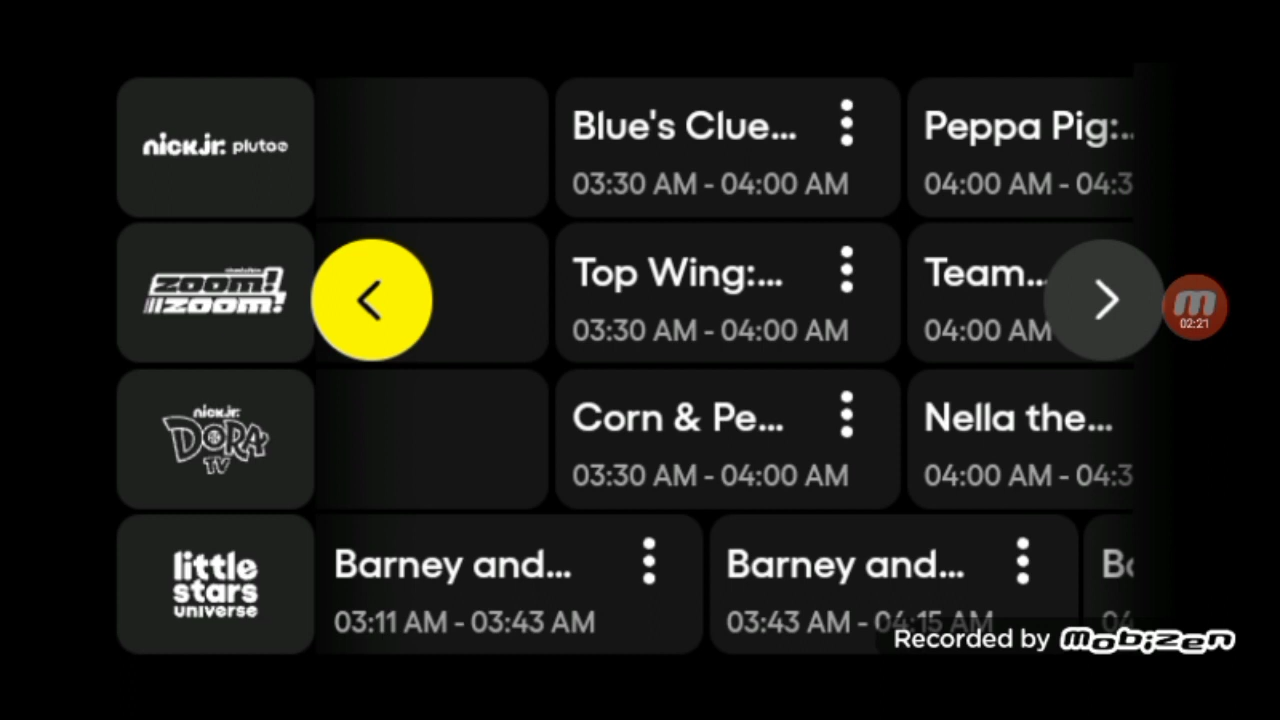 nick jr. pluto
Blue's Clue...
03:30 AM - 04:00 AM
Peppa Pig:..
04:00 AM - 04:3
nickelodeon
zoom!
zoom!
Top Wing:...
03:30 AM - 04:00 AM
Team...
04:00 AM
m
02:21
nick jr.
DORA
TV
Corn & Pe...
03:30 AM - 04:00 AM
Nella the...
04:00 AM - 04:3
little
stars
universe
Barney and...
03:11 AM - 03:43 AM
Barney and...
03:43 AM - 04:15 AM
Ba
04
Recorded by mobizen